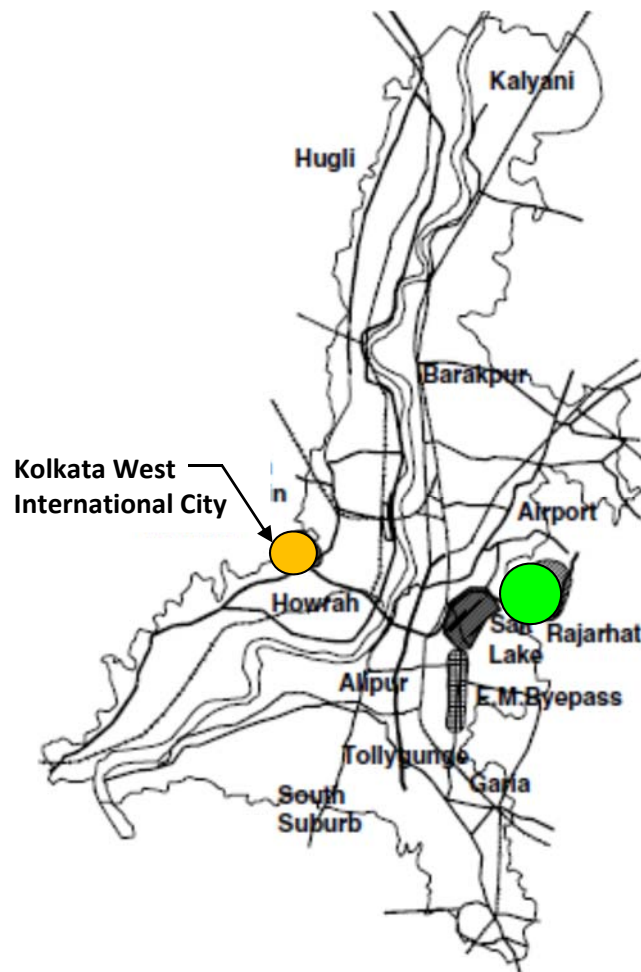 Kalyani
Hugli
Barakpur
Kolkata West
International City
Airport
Howrah
Salt
Rajarhat
Lake
Alipur
E.M.Byepass
Tollygunge
Garia
South
Suburb